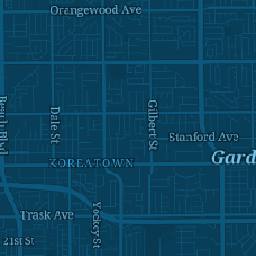 Orangewood Ave
Beach Blvd
Dale St
Gilbert St
Stanford Ave
Gard
KOREATOWN
Yockey St
Trask Ave
21st St